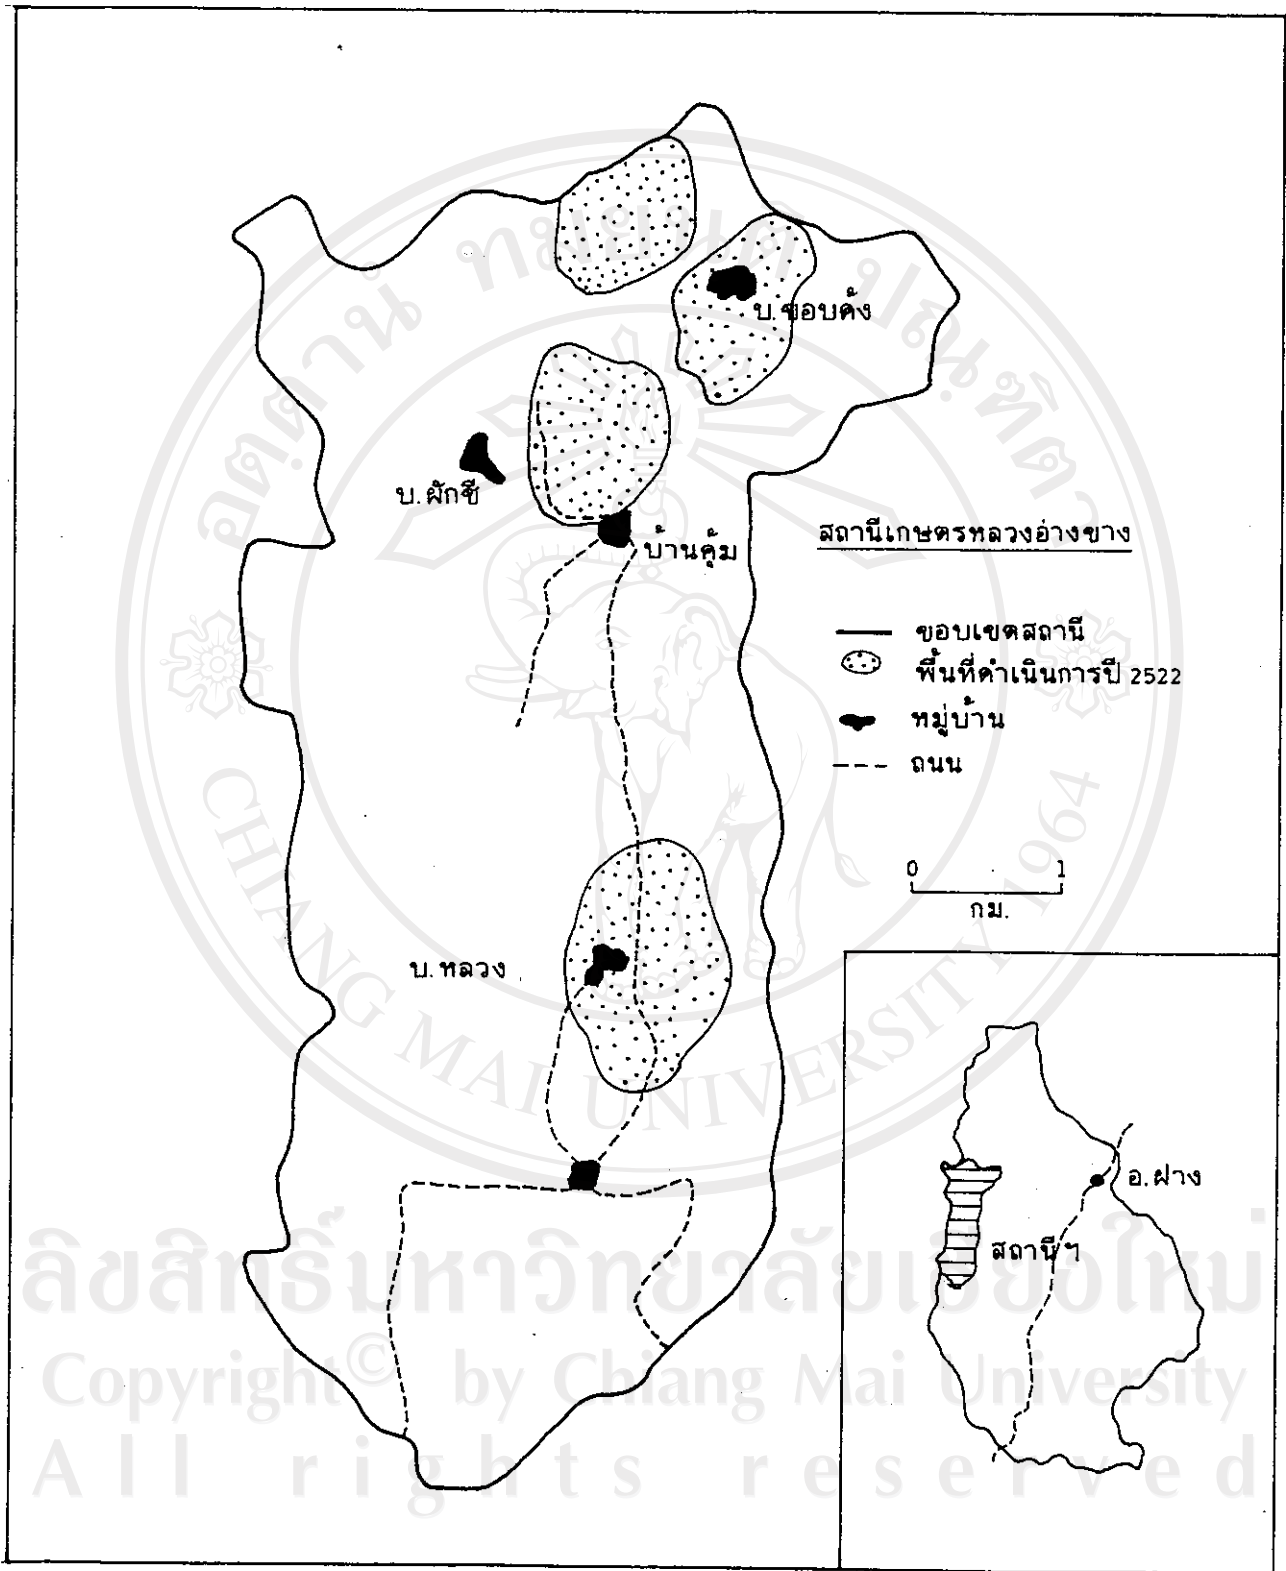 บ.ขอบด้ง
บ.ผักชี
บ้านคุ้ม
สถานีเกษตรหลวงอ่างขาง
ขอบเขตสถานี
พื้นที่ดำเนินการปี 2522
หมู่บ้าน
ถนน
0 1
กม.
บ.หลวง
อ.ฝาง
สถานีฯ
CHIANG MAI UNIVERSITY 1964
ลิขสิทธิ์มหาวิทยาลัยเชียงใหม่
Copyright© by Chiang Mai University
All rights reserved